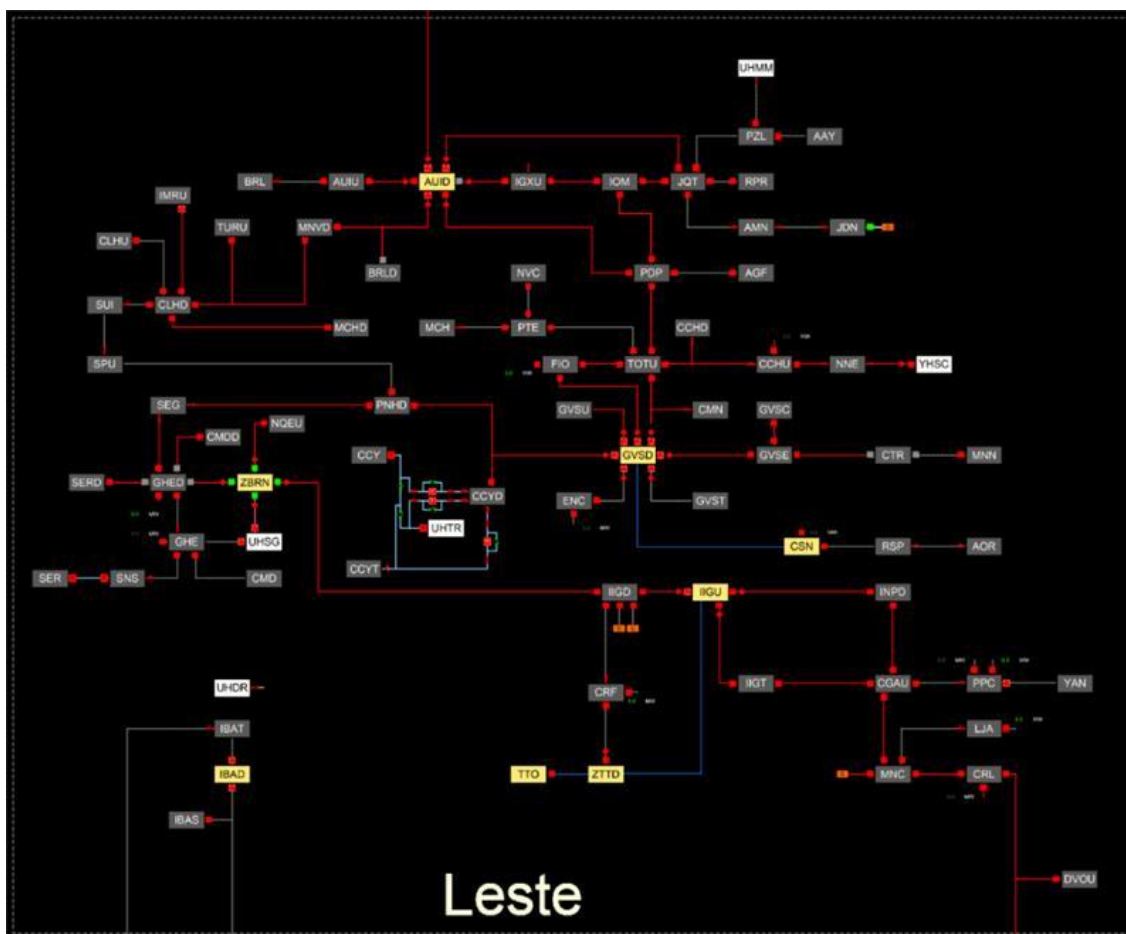 UHMM
PZL AAY
BRL AUIU AUID IGXU IOM JQT RPR
IMRU
CLHU TURU MNVD AMN JDN
BRLD NVC PDP AGF
SUI CLHD MCHD MCH PTE CCHD
SPU FIO TOTU CCHU NNE YHSC
SEG PNHD GVSU CMN GVSC
CMDD NQEU
CCY GVSD GVSE CTR MNN
SERD GHED ZBRN CCYD ENC GVST
UHTR
GHE UHSG CSN RSP AOR
CCYT
SER SNS CMD
IIGD IIGU INPD
UHDR CRF IIGT CGAU PPC YAN
IBAT LJA
IBAD TTO ZTTD MNC CRL
IBAS
DVOU
Leste